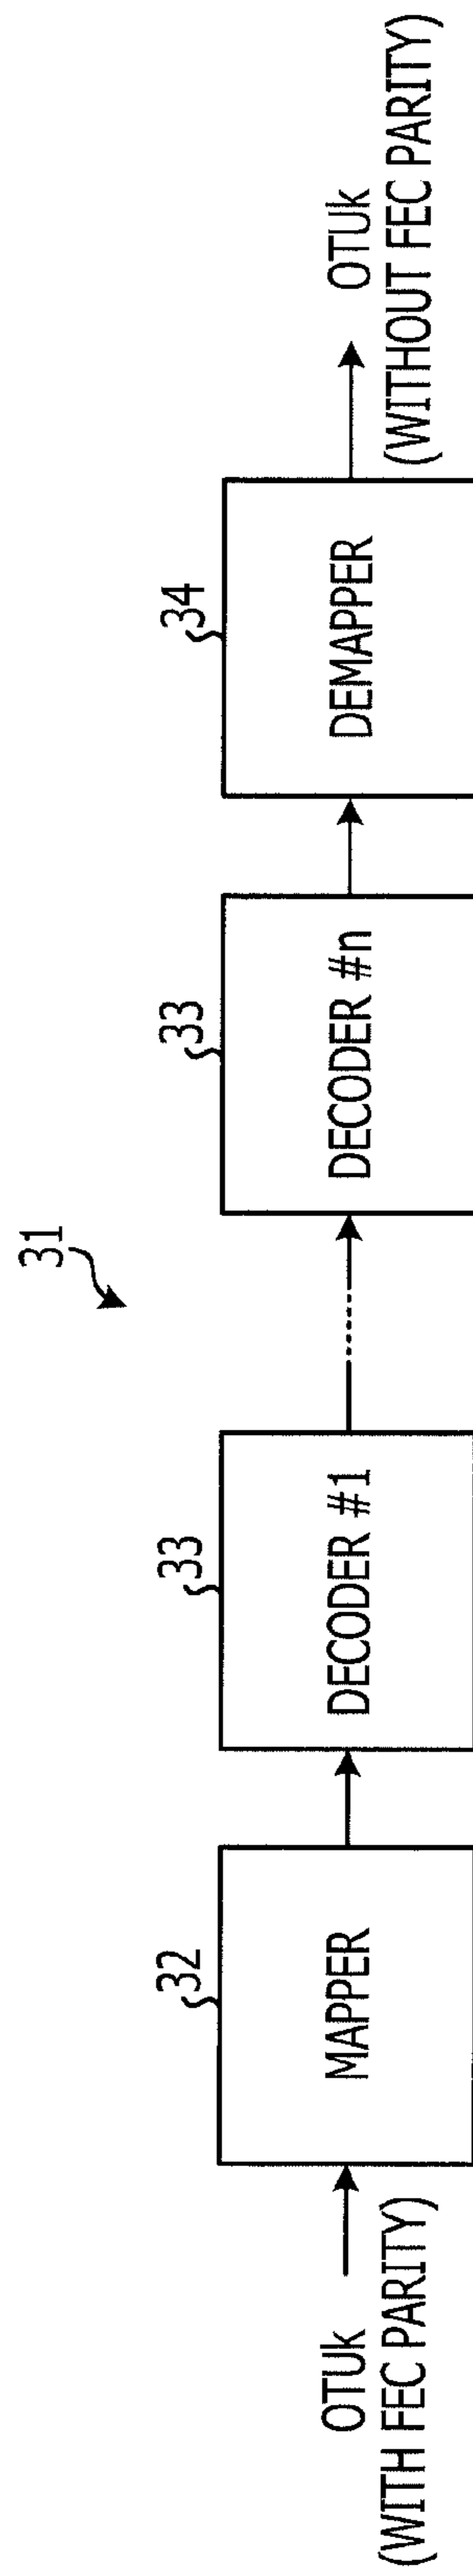 31
OTUk
(WITH FEC PARITY)
32
MAPPER
33
DECODER #1
33
DECODER #n
34
DEMAPPER
OTUk
(WITHOUT FEC PARITY)